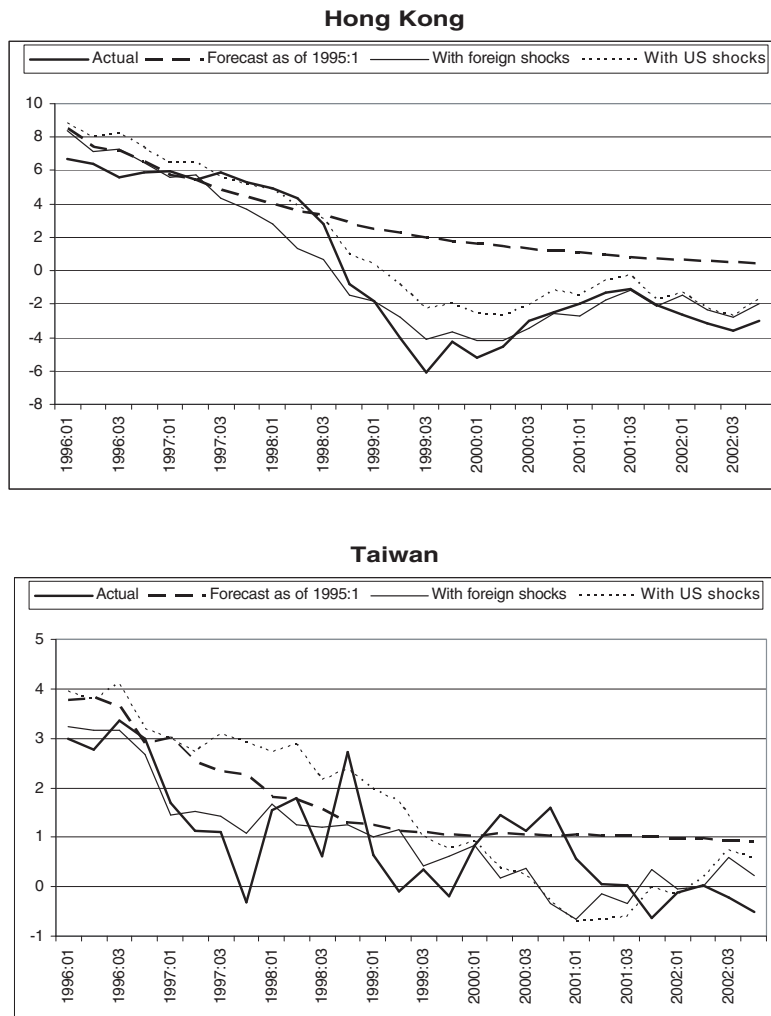 Hong Kong
Actual Forecast as of 1995:1 With foreign shocks With US shocks
10
8
6
4
2
0
-2
-4
-6
-8
1996:01 1996:03 1997:01 1997:03 1998:01 1998:03 1999:01 1999:03 2000:01 2000:03 2001:01 2001:03 2002:01 2002:03
Taiwan
Actual Forecast as of 1995:1 With foreign shocks With US shocks
5
4
3
2
1
0
-1
1996:01 1996:03 1997:01 1997:03 1998:01 1998:03 1999:01 1999:03 2000:01 2000:03 2001:01 2001:03 2002:01 2002:03